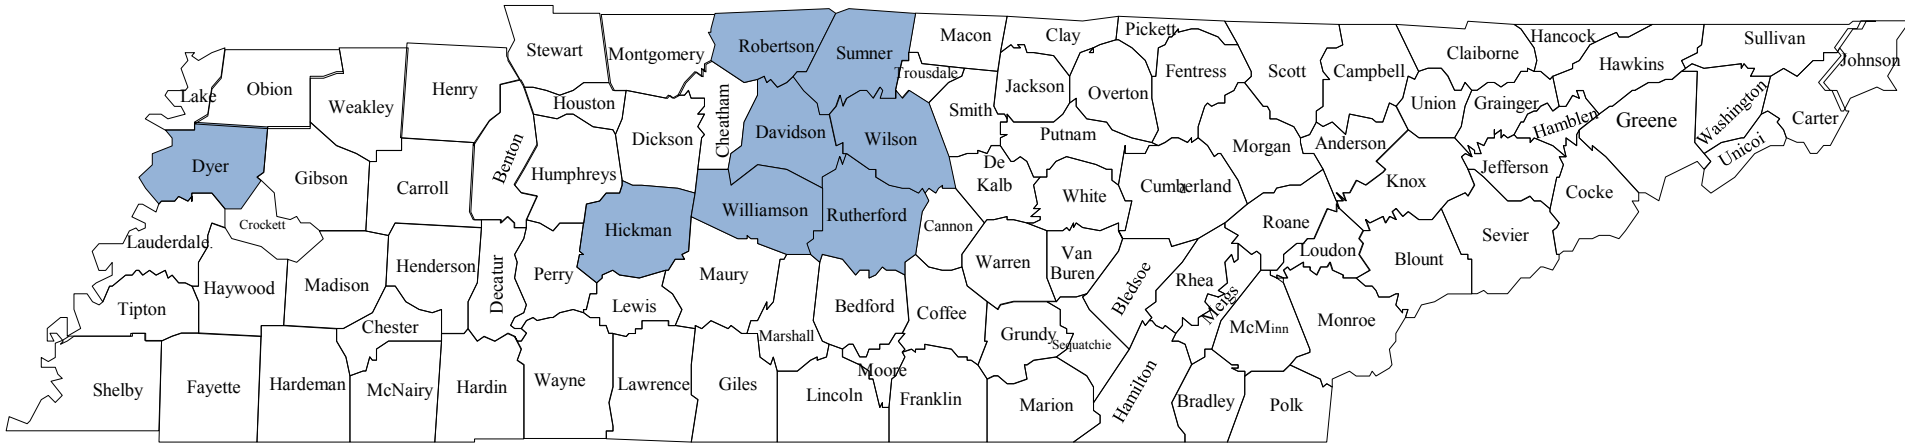 Stewart
Montgomery
Robertson
Sumner
Macon
Clay
Pickett
Claiborne
Hancock
Hawkins
Sullivan
Johnson
Lake
Obion
Weakley
Henry
Houston
Cheatham
Trousdale
Jackson
Overton
Fentress
Scott
Campbell
Union
Grainger
Hamblen
Greene
Washington
Unicoi
Carter
Dyer
Gibson
Carroll
Benton
Humphreys
Dickson
Davidson
Wilson
Smith
Putnam
De
Kalb
White
Cumberland
d
Morgan
Anderson
Knox
Jefferson
Cocke
Lauderdale.
Crockett
Haywood
Madison
Henderson
Decatur
Perry
Hickman
Williamson
Rutherford
Cannon
Warren
Van
Buren
Bledsoe
Rhea
Meigs
Roane
Loudon
Blount
Sevier
Tipton
Chester
Lewis
Maury
Marshall
Bedford
Coffee
Grundy
Sequatchie
McMinn
Monroe
Shelby
Fayette
Hardeman
McNairy
Hardin
Wayne
Lawrence
Giles
Lincoln
Moore
Franklin
Marion
Hamilton
Bradley
Polk